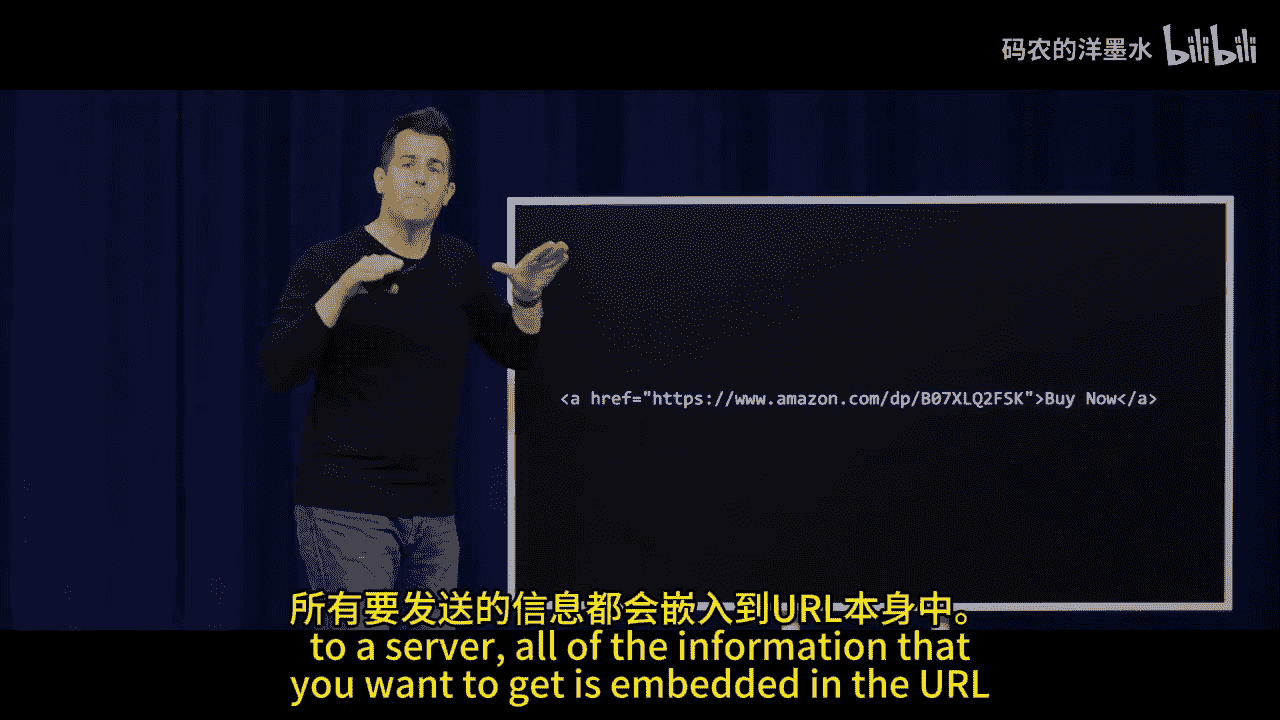 码农的洋墨水 bilibili
<a href="https://www.amazon.com/dp/B07XLQ2FSK">Buy Now</a>
所有要发送的信息都会嵌入到URL本身中。
to a server, all of the information that
you want to get is embedded in the URL